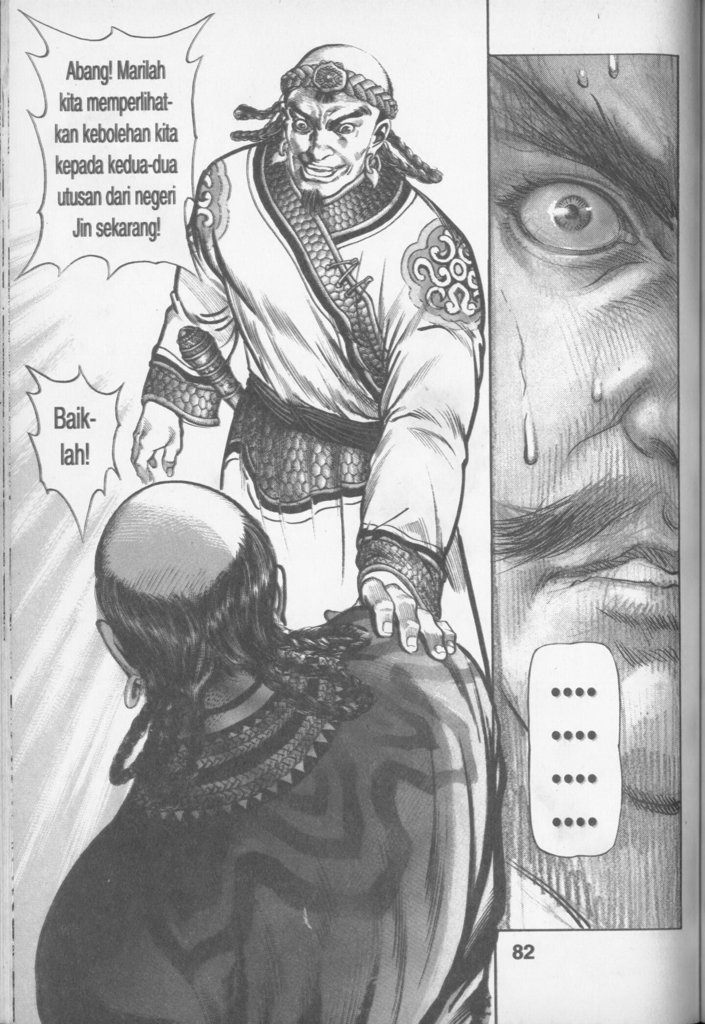 Abang! Marilah
kita memperlihat-
kan kebolehan kita
kepada kedua-dua
utusan dari negeri
Jin sekarang!
Baik-
lah!
••••
••••
••••
••••
82